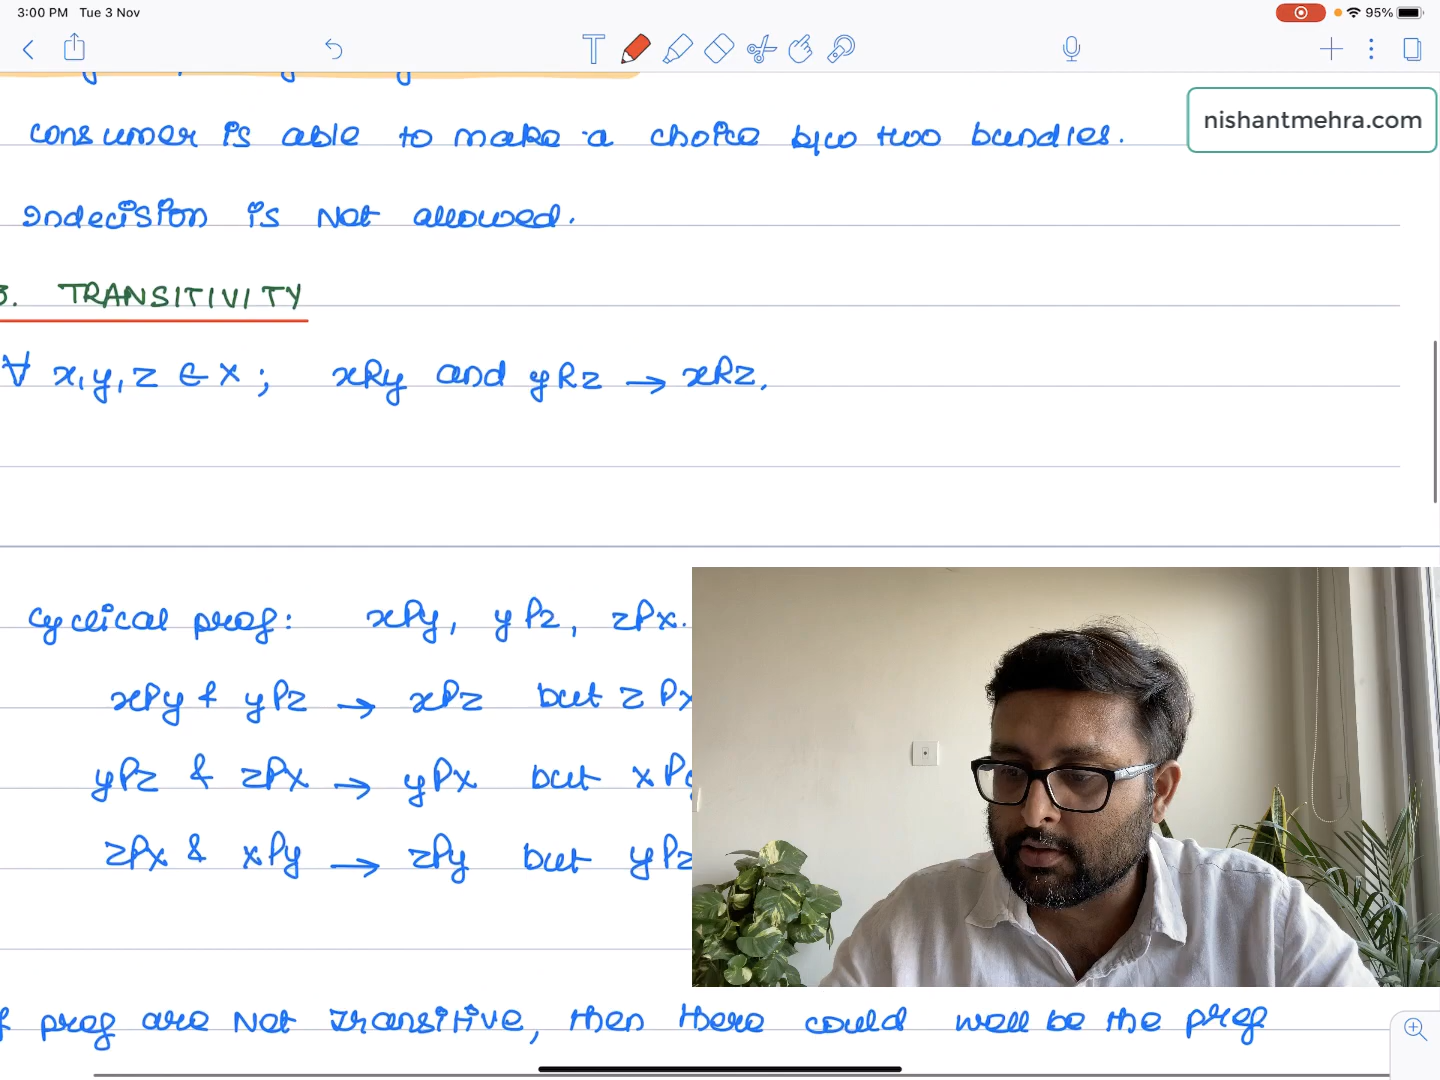 3:00 PM Tue 3 Nov
95%
nishantmehra.com
consumer is able to make a choice b/w two bundles.
Indecision is Not allowed.
3. TRANSITIVITY
∀ x, y, z ∈ X ; xRy and yRz → xRz.
Cyclical pref: xPy, yPz, zPx.
xPy & yPz → xPz but zPx
yPz & zPx → yPx but xPy
zPx & xPy → zPy but yPz
pref are Not transitive, then there could well be the pref